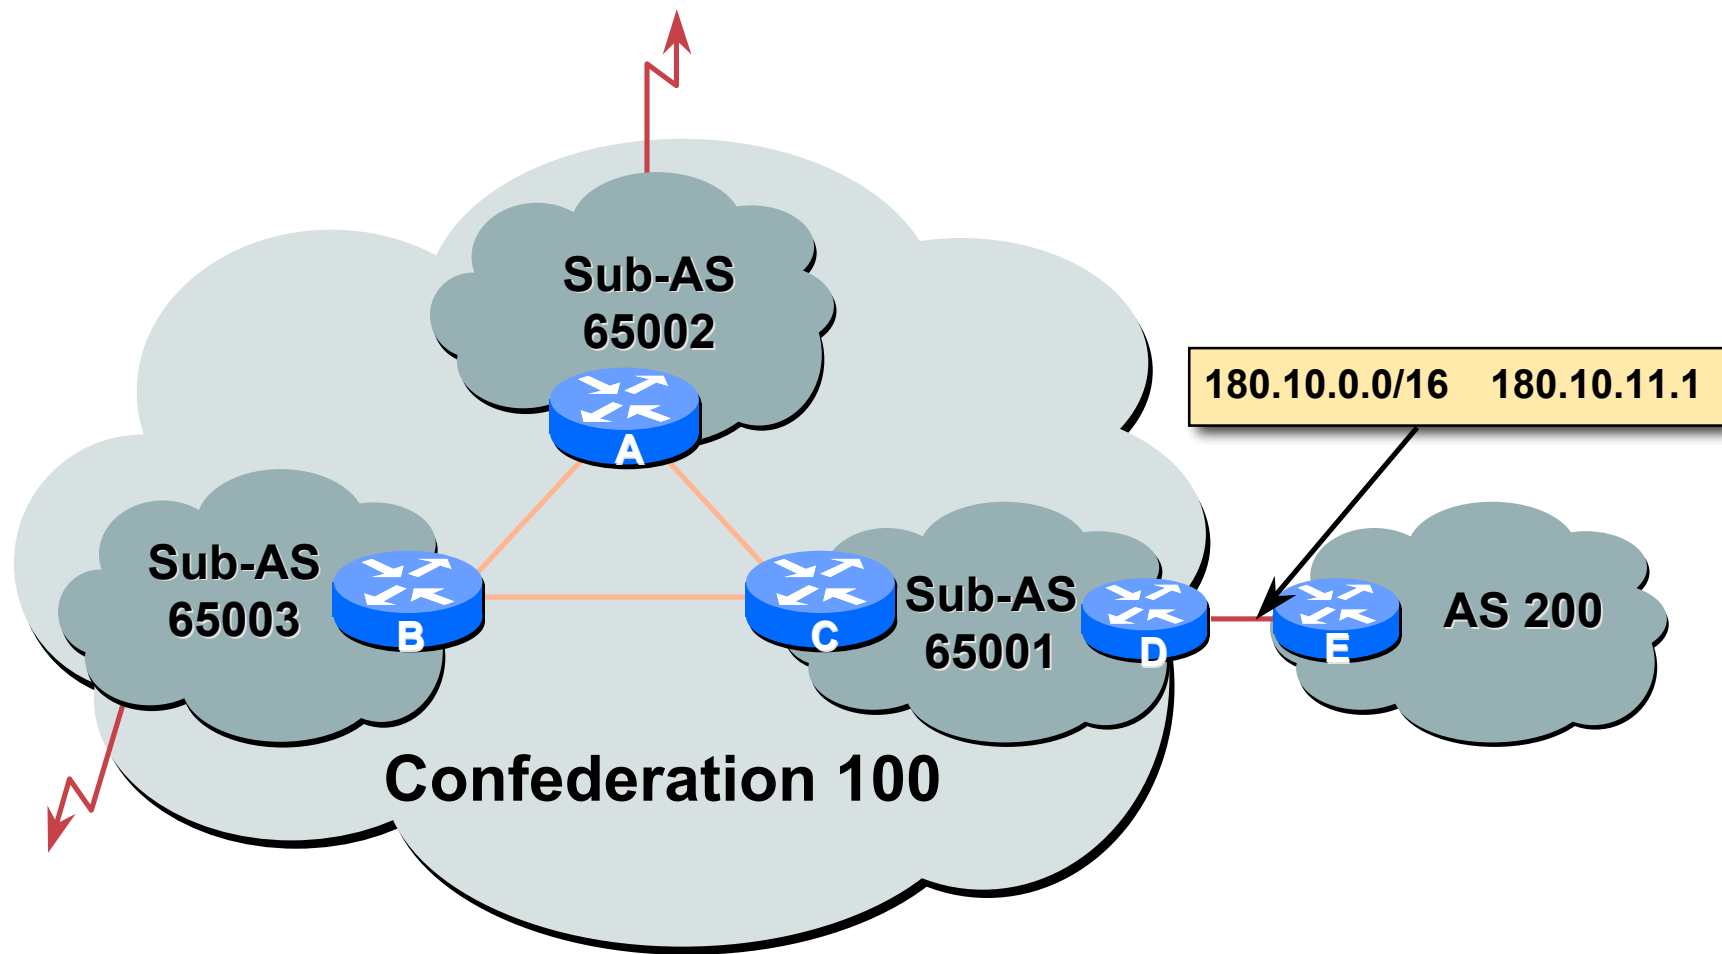 Sub-AS
65002
A
180.10.0.0/16 180.10.11.1
Sub-AS
65003
B
C
Sub-AS
65001
D
E
AS 200
Confederation 100